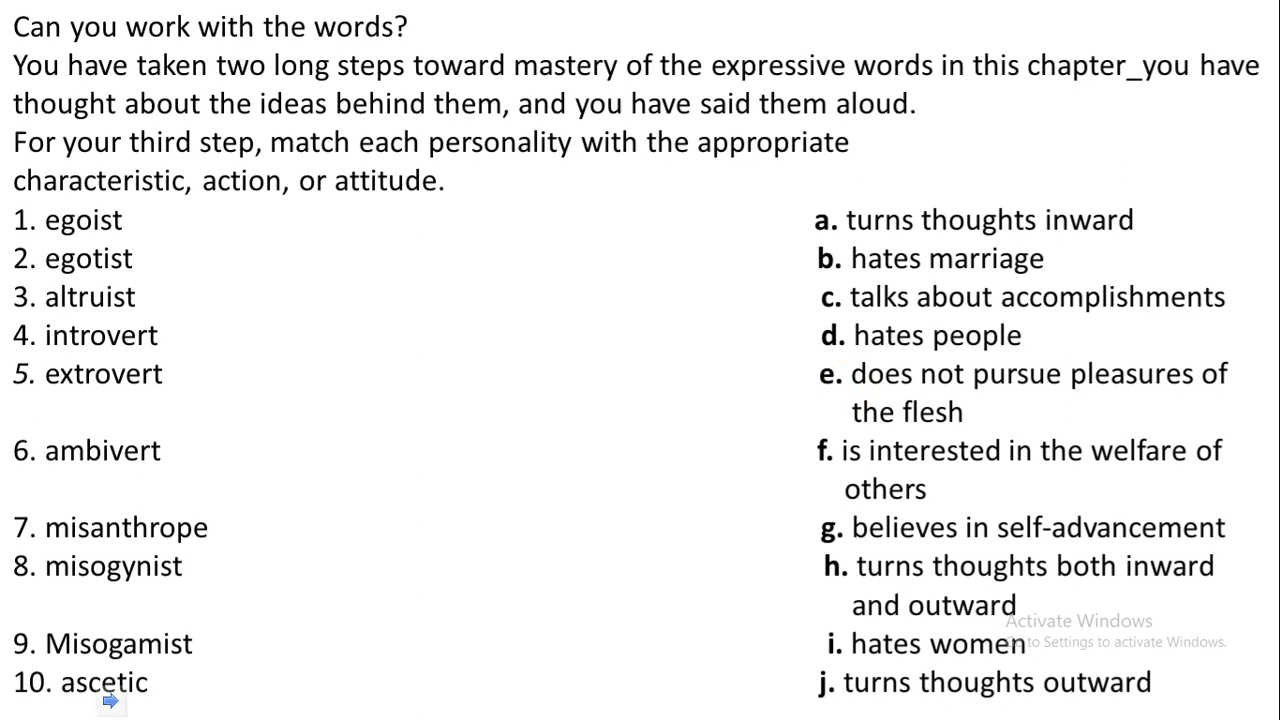 Can you work with the words?
You have taken two long steps toward mastery of the expressive words in this chapter_you have
thought about the ideas behind them, and you have said them aloud.
For your third step, match each personality with the appropriate
characteristic, action, or attitude.
1. egoist a. turns thoughts inward
2. egotist b. hates marriage
3. altruist c. talks about accomplishments
4. introvert d. hates people
5. extrovert e. does not pursue pleasures of
the flesh
6. ambivert f. is interested in the welfare of
others
7. misanthrope g. believes in self-advancement
8. misogynist h. turns thoughts both inward
and outward
Activate Windows
9. Misogamist i. hates women
to Settings to activate Windows.
10. ascetic j. turns thoughts outward